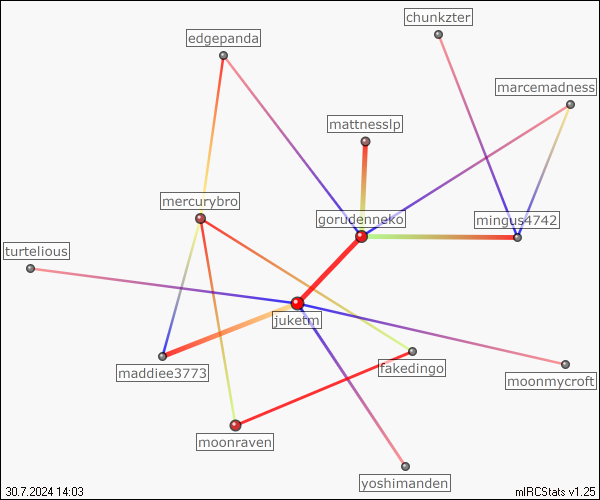 chunkzter
edgepanda
marcemadness
mattnesslp
mercurybro
gorudenneko
mingus4742
turtelious
juketm
fakedingo
maddiee3773
moonmycroft
moonraven
yoshimanden
30.7.2024 14:03
mIRCStats v1.25